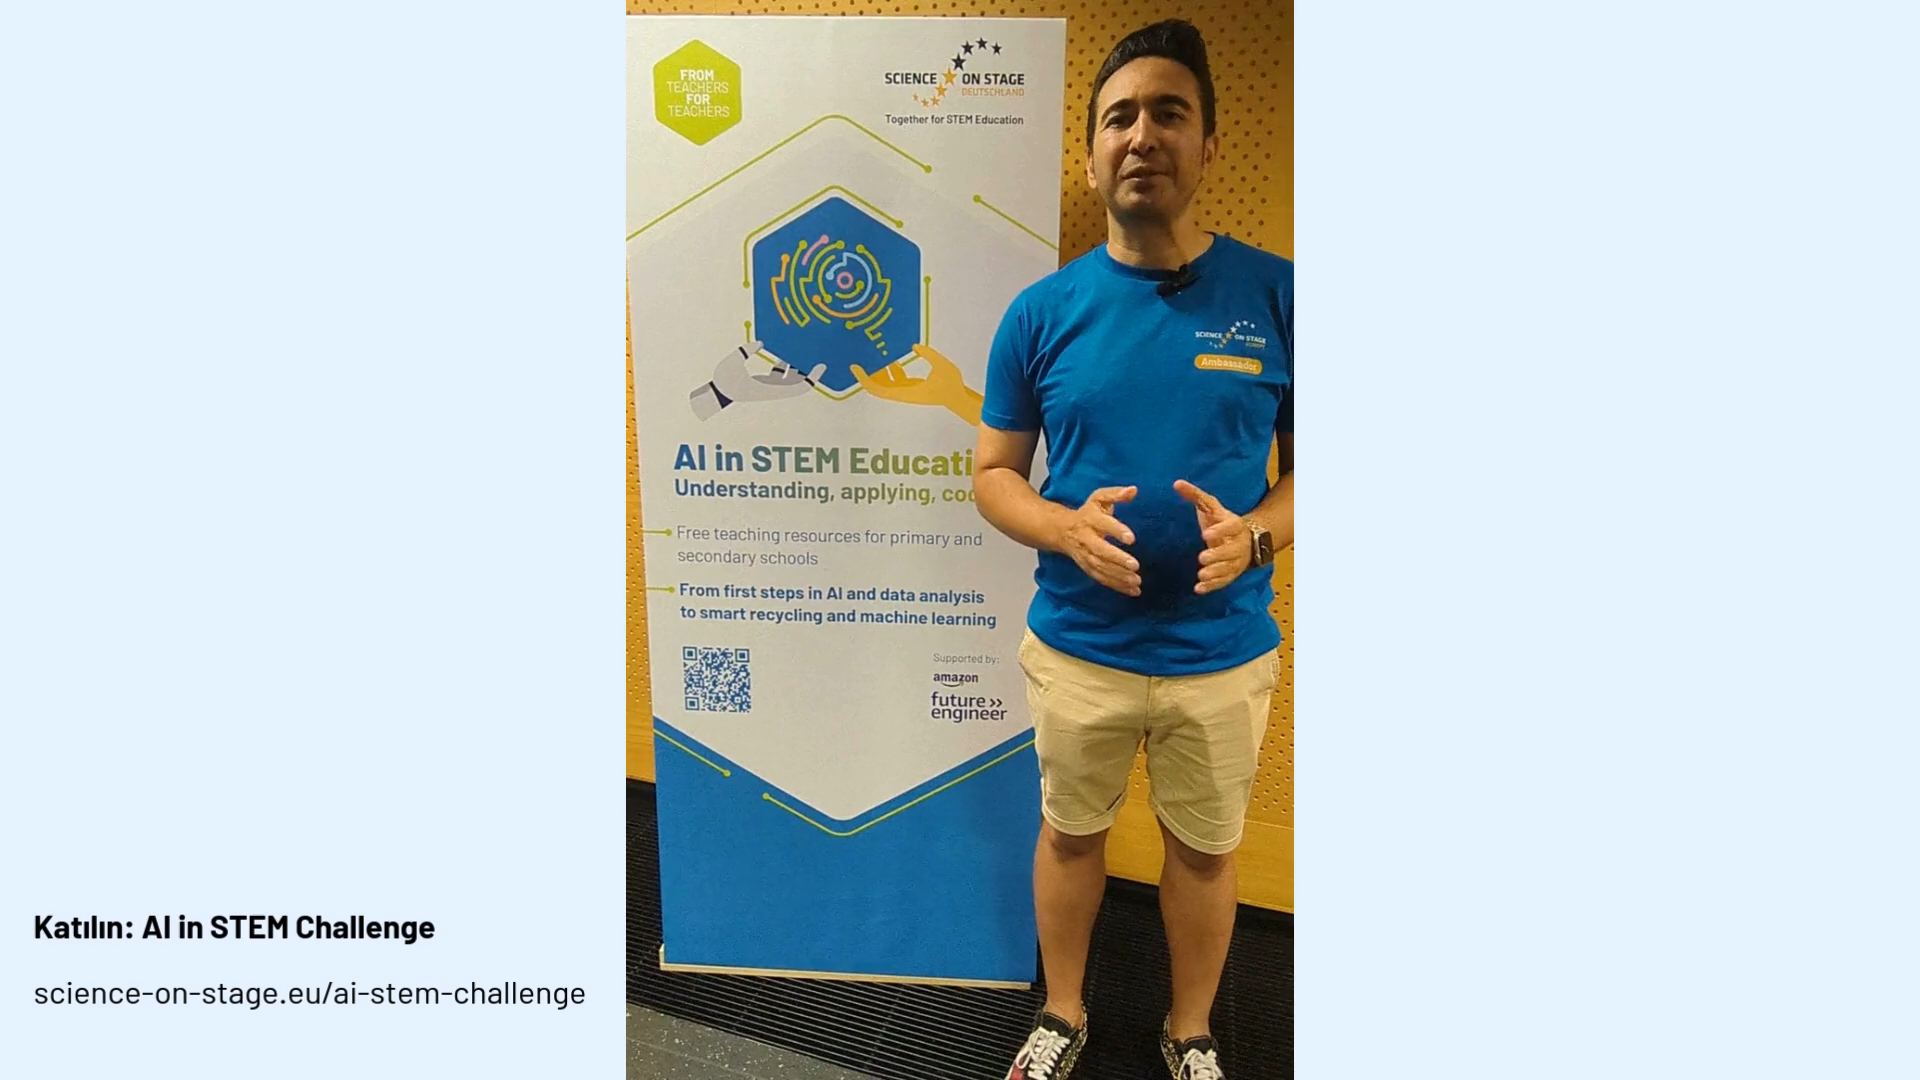 FROM
TEACHERS
FOR
TEACHERS
SCIENCE ON STAGE
DEUTSCHLAND
Together for STEM Education
AI in STEM Educati
Understanding, applying, co
Free teaching resources for primary and
secondary schools
From first steps in AI and data analysis
to smart recycling and machine learning
Supported by:
amazon
future
engineer
SCIENCE ON STAGE
EUROPE
Ambassador
Katılın: AI in STEM Challenge
science-on-stage.eu/ai-stem-challenge